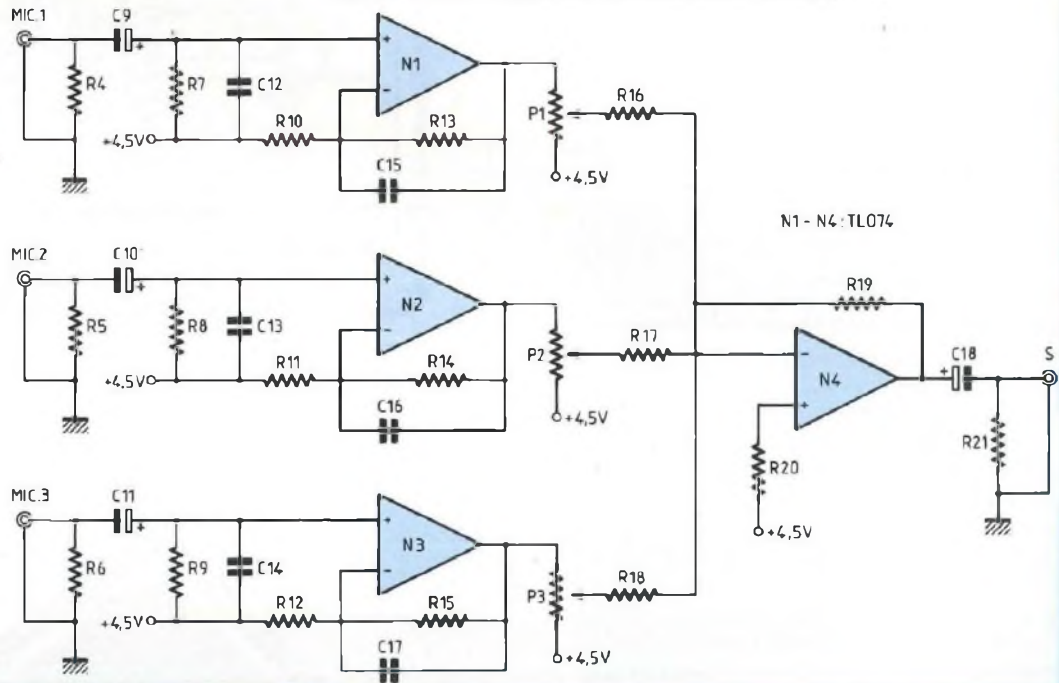 MIC.1
C9
+
R4
R7
C12
+4,5V
R10
+
N1
−
R13
C15
P1
R16
+4,5V
N1 - N4 : TL074
MIC.2
C10
+
R5
R8
C13
+4,5V
R11
+
N2
−
R14
C16
P2
R17
+4,5V
R19
−
N4
+
C18
+
S
R20
R21
+4,5V
MIC.3
C11
+
R6
R9
C14
+4,5V
R12
+
N3
−
R15
C17
P3
R18
+4,5V